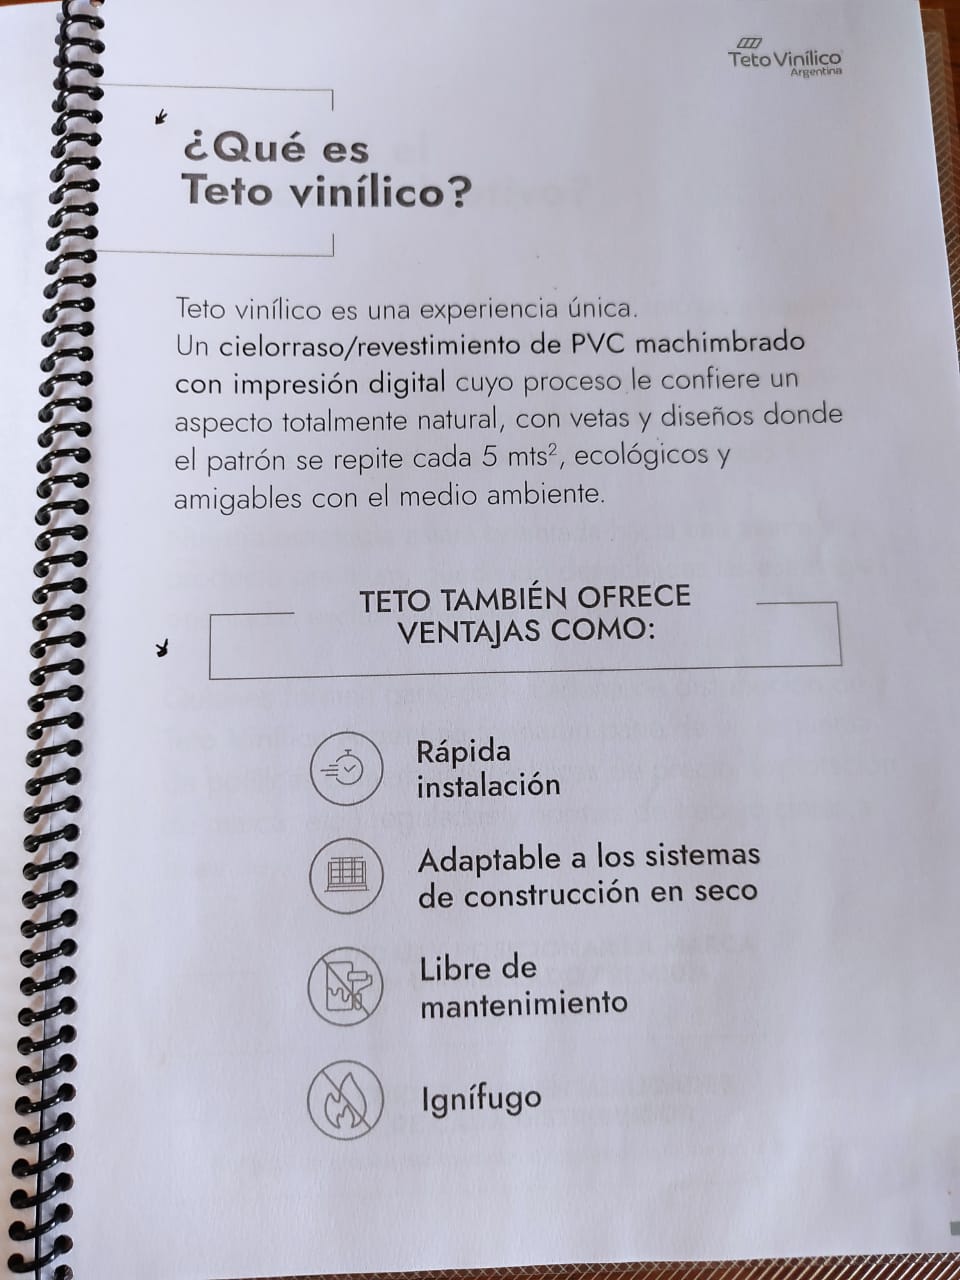 Teto Vinílico
Argentina
¿Qué es
Teto vinílico?
Teto vinílico es una experiencia única.
Un cielorraso/revestimiento de PVC machimbrado
con impresión digital cuyo proceso le confiere un
aspecto totalmente natural, con vetas y diseños donde
el patrón se repite cada 5 mts², ecológicos y
amigables con el medio ambiente.
TETO TAMBIÉN OFRECE
VENTAJAS COMO:
Rápida
instalación
Adaptable a los sistemas
de construcción en seco
Libre de
mantenimiento
Ignífugo